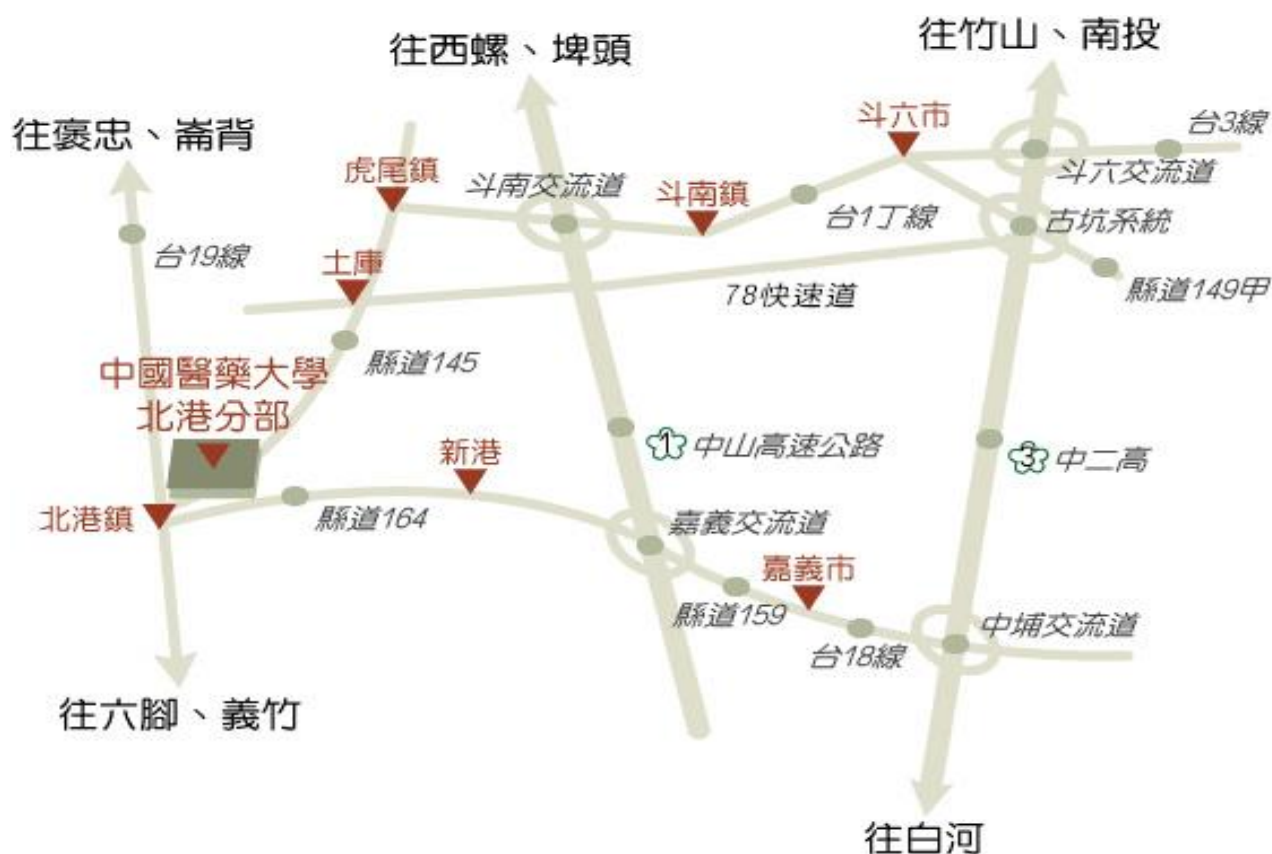 往竹山、南投
往西螺、埤頭
往褒忠、崙背
斗六市
台3線
虎尾鎮
斗南交流道
斗南鎮
斗六交流道
台1丁線
古坑系統
台19線
土庫
78快速道
縣道149甲
中國醫藥大學
北港分部
縣道145
新港
1 中山高速公路
3 中二高
北港鎮
縣道164
嘉義交流道
嘉義市
縣道159
中埔交流道
台18線
往六腳、義竹
往白河